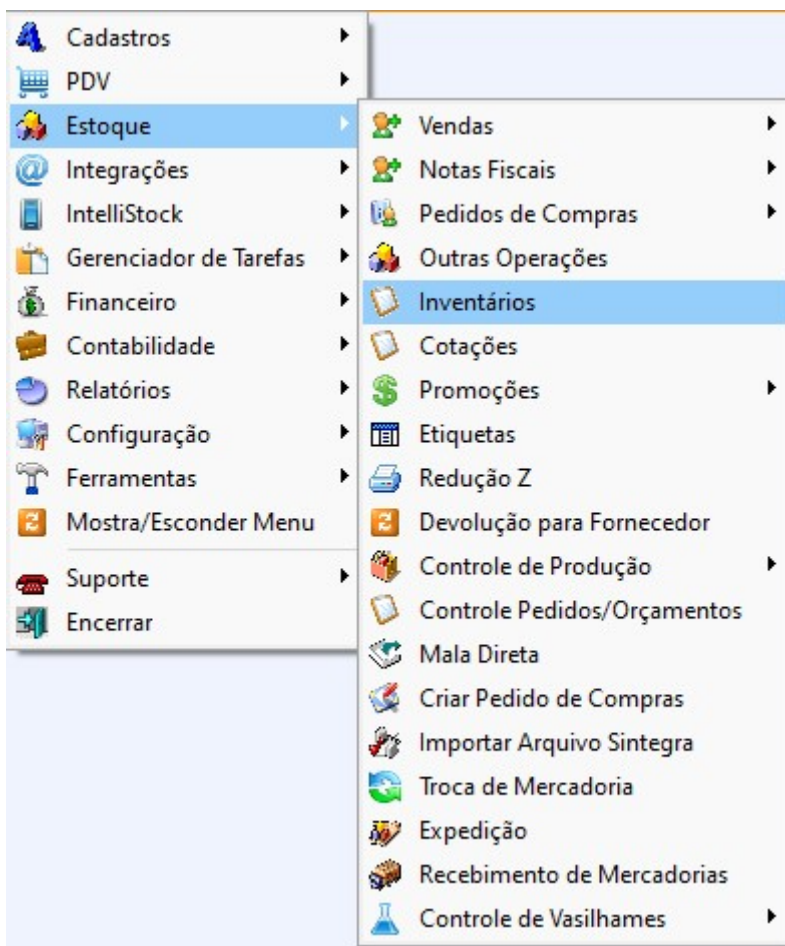 Cadastros
PDV
Estoque
Integrações
IntelliStock
Gerenciador de Tarefas
Financeiro
Contabilidade
Relatórios
Configuração
Ferramentas
Mostra/Esconder Menu
Suporte
Encerrar
Vendas
Notas Fiscais
Pedidos de Compras
Outras Operações
Inventários
Cotações
Promoções
Etiquetas
Redução Z
Devolução para Fornecedor
Controle de Produção
Controle Pedidos/Orçamentos
Mala Direta
Criar Pedido de Compras
Importar Arquivo Sintegra
Troca de Mercadoria
Expedição
Recebimento de Mercadorias
Controle de Vasilhames